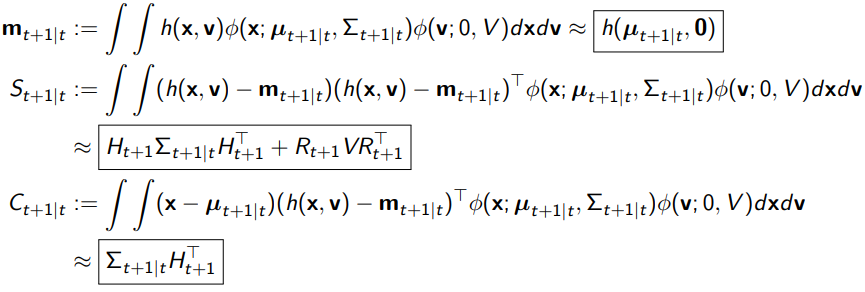 m_{t+1|t} := ∫∫ h(x, v)ϕ(x; μ_{t+1|t}, Σ_{t+1|t})ϕ(v; 0, V)dxdv ≈ h(μ_{t+1|t}, 0)
S_{t+1|t} := ∫∫ (h(x, v) − m_{t+1|t})(h(x, v) − m_{t+1|t})^⊤ ϕ(x; μ_{t+1|t}, Σ_{t+1|t})ϕ(v; 0, V)dxdv
≈ H_{t+1}Σ_{t+1|t}H_{t+1}^⊤ + R_{t+1}VR_{t+1}^⊤
C_{t+1|t} := ∫∫ (x − μ_{t+1|t})(h(x, v) − m_{t+1|t})^⊤ ϕ(x; μ_{t+1|t}, Σ_{t+1|t})ϕ(v; 0, V)dxdv
≈ Σ_{t+1|t}H_{t+1}^⊤